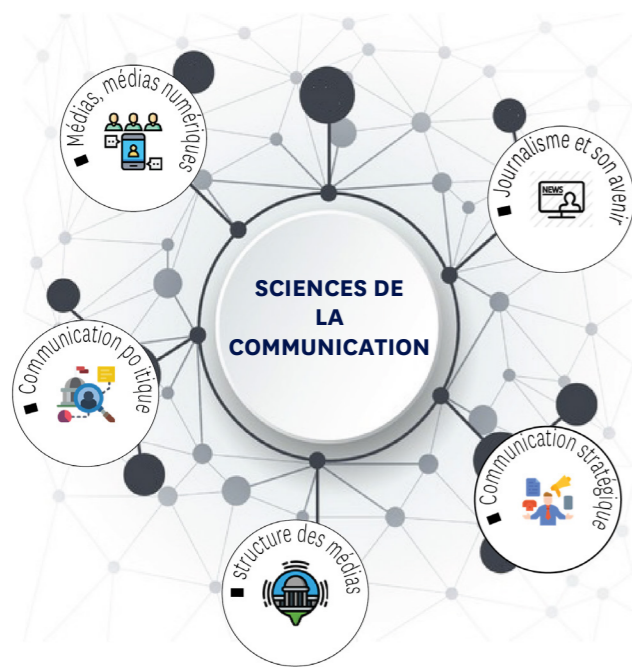 Médias, médias numériques
Journalisme et son avenir
NEWS
SCIENCES DE
LA
COMMUNICATION
Communication po itique
Communication stratégique
structure des médias